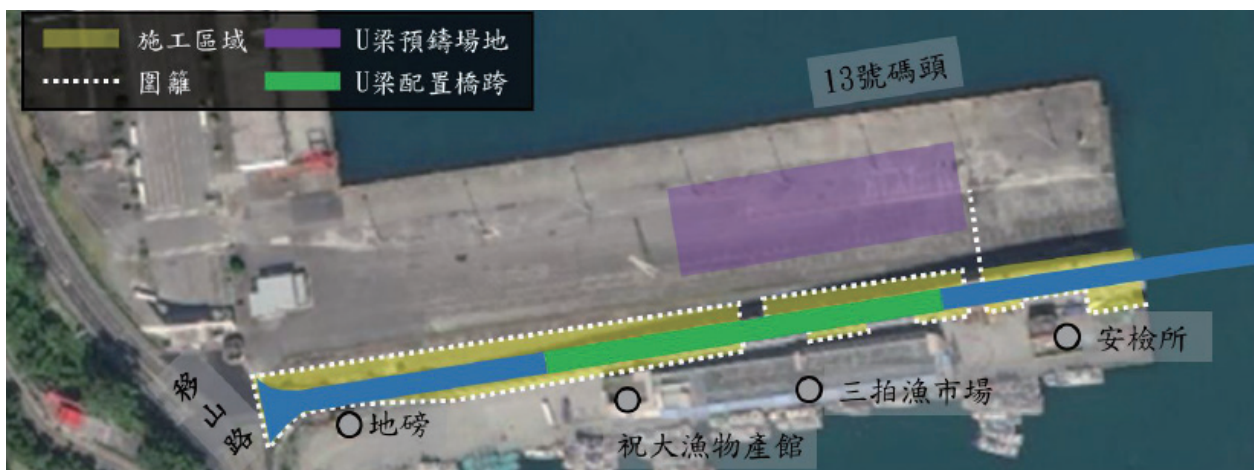 施工區域
U梁預鑄場地
圍籬
U梁配置橋跨
13號碼頭
移山路
地磅
祝大漁物產館
三拍漁市場
安檢所